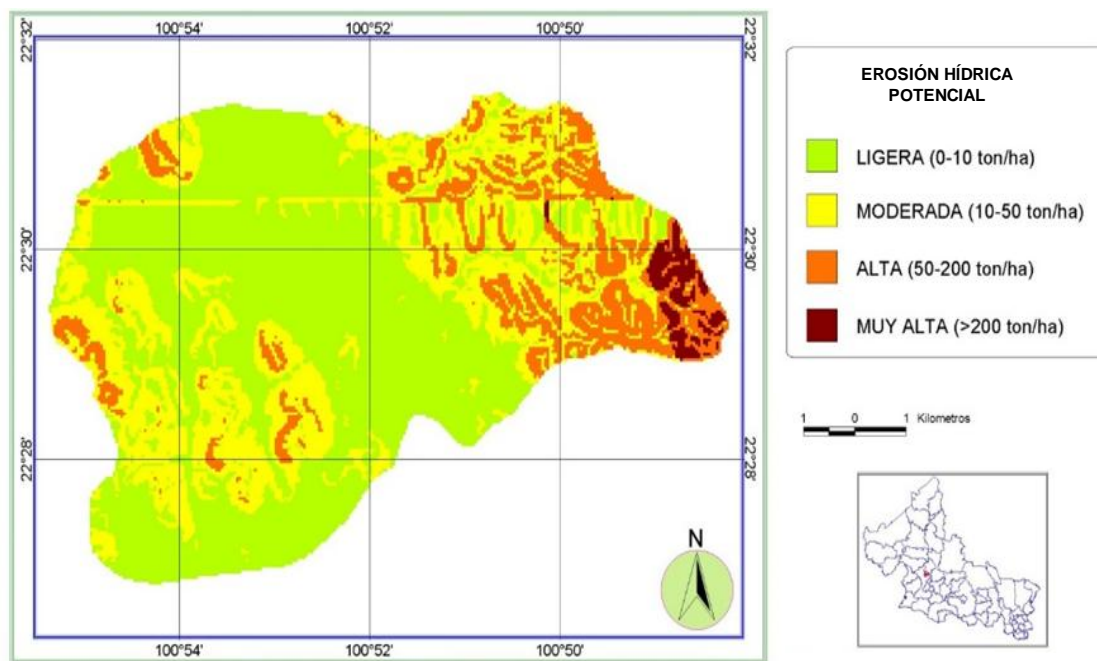 100°54' 100°52' 100°50'
22°32' 22°32'
22°30' 22°30'
22°28' 22°28'
100°54' 100°52' 100°50'
N
EROSIÓN HÍDRICA
POTENCIAL
LIGERA (0-10 ton/ha)
MODERADA (10-50 ton/ha)
ALTA (50-200 ton/ha)
MUY ALTA (>200 ton/ha)
1 0 1 Kilometros